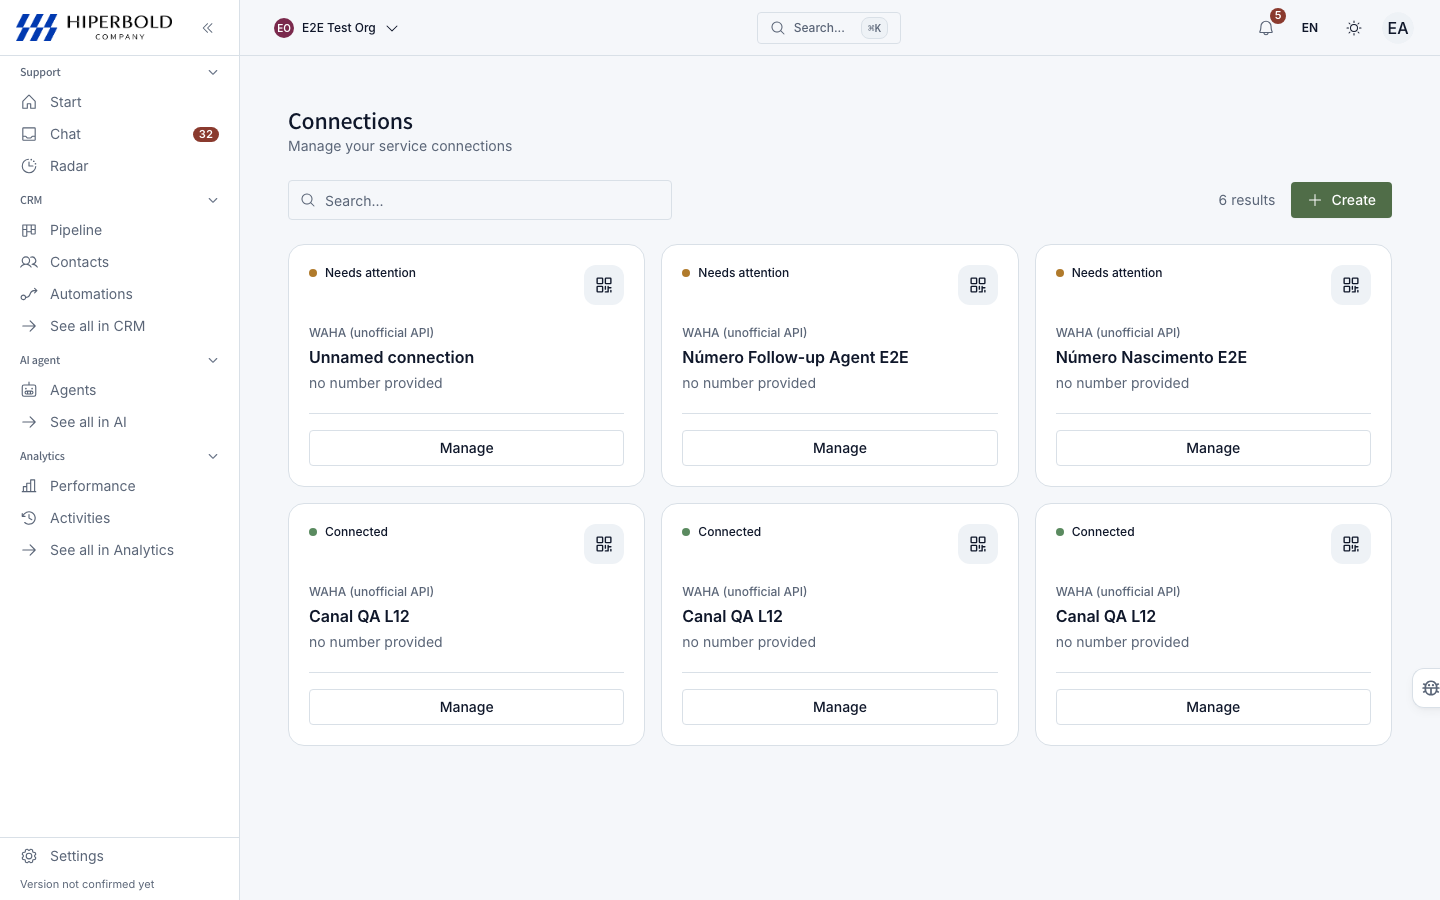 HIPERBOLD
COMPANY
EO E2E Test Org
Search... ⌘K
5
EN
EA
Support
Start
Chat 32
Radar
CRM
Pipeline
Contacts
Automations
See all in CRM
AI agent
Agents
See all in AI
Analytics
Performance
Activities
See all in Analytics
Settings
Version not confirmed yet
Connections
Manage your service connections
Search...
6 results
Create
Needs attention
WAHA (unofficial API)
Unnamed connection
no number provided
Manage
Needs attention
WAHA (unofficial API)
Número Follow-up Agent E2E
no number provided
Manage
Needs attention
WAHA (unofficial API)
Número Nascimento E2E
no number provided
Manage
Connected
WAHA (unofficial API)
Canal QA L12
no number provided
Manage
Connected
WAHA (unofficial API)
Canal QA L12
no number provided
Manage
Connected
WAHA (unofficial API)
Canal QA L12
no number provided
Manage